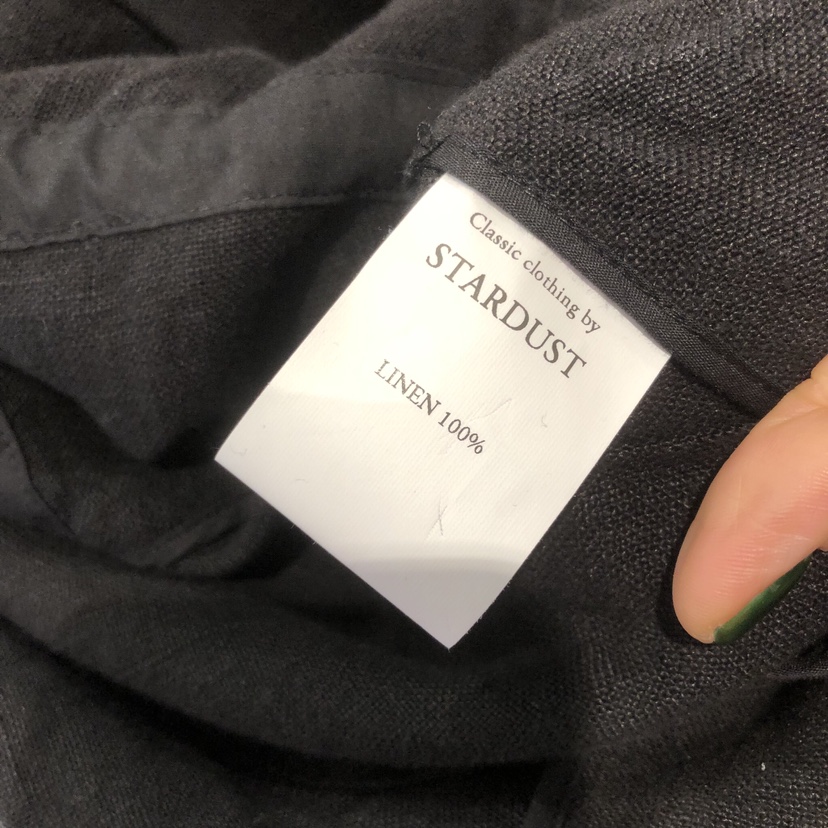 Classic clothing by
STARDUST
LINEN 100%